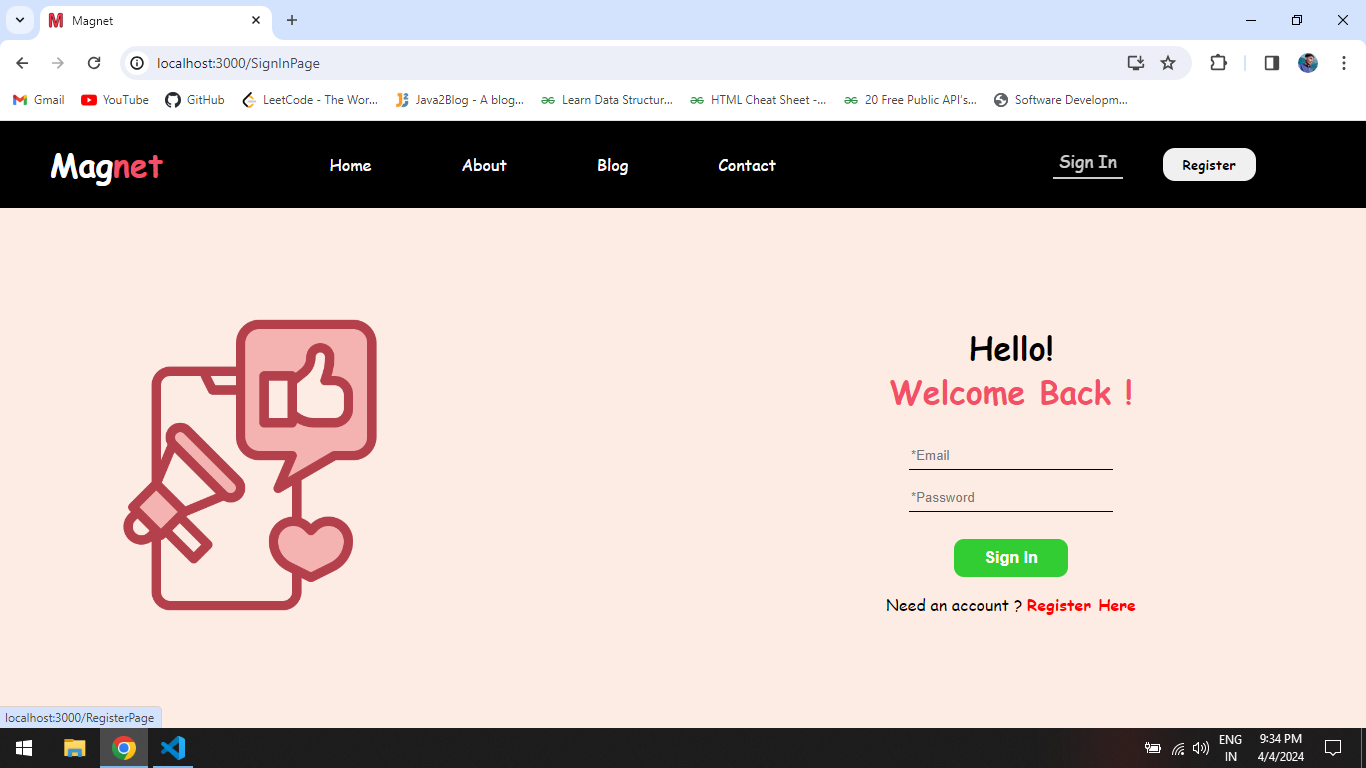 Magnet
localhost:3000/SignInPage
Gmail YouTube GitHub LeetCode - The Wor... Java2Blog - A blog... Learn Data Structur... HTML Cheat Sheet -... 20 Free Public API's... Software Developm...
Magnet Home About Blog Contact Sign In Register
Hello!
Welcome Back !
*Email
*Password
Sign In
Need an account ? Register Here
localhost:3000/RegisterPage
ENG 9:34 PM
IN 4/4/2024